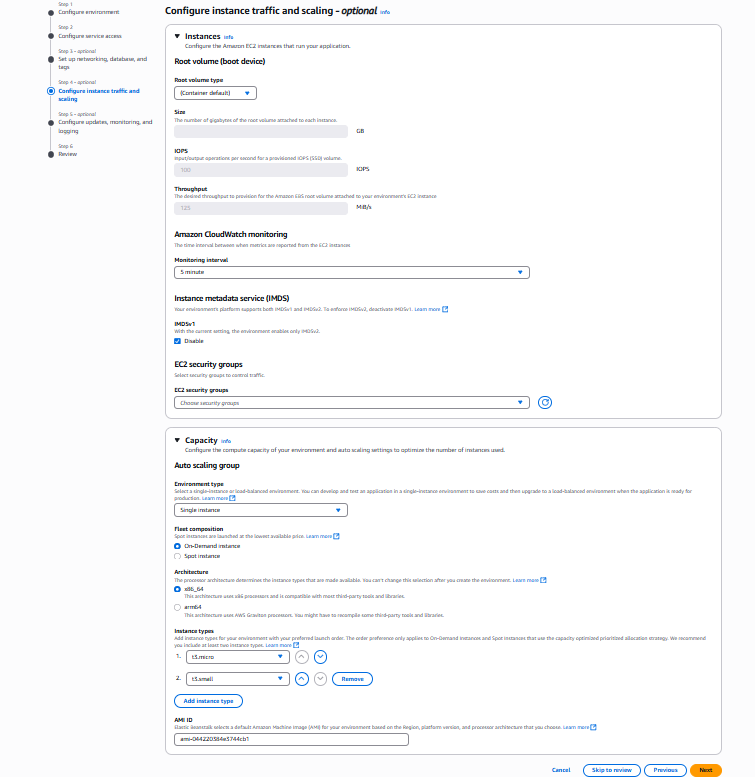 Step 1
Configure environment
Step 2
Configure service access
Step 3 - optional
Set up networking, database, and
tags
Step 4 - optional
Configure instance traffic and
scaling
Step 5 - optional
Configure updates, monitoring, and
logging
Step 6
Review
Configure instance traffic and scaling - optional Info
Instances Info
Configure the Amazon EC2 instances that run your application.
Root volume (boot device)
Root volume type
(Container default)
Size
The number of gigabytes of the root volume attached to each instance.
GB
IOPS
Input/output operations per second for a provisioned IOPS (SSD) volume.
100 IOPS
Throughput
The desired throughput to provision for the Amazon EBS root volume attached to your environment's EC2 instance
125 MiB/s
Amazon CloudWatch monitoring
The time interval between when metrics are reported from the EC2 instances
Monitoring interval
5 minute
Instance metadata service (IMDS)
Your environment's platform supports both IMDSv1 and IMDSv2. To enforce IMDSv2, deactivate IMDSv1. Learn more
IMDSv1
With the current setting, the environment enables only IMDSv2.
Disable
EC2 security groups
Select security groups to control traffic.
EC2 security groups
Choose security groups
Capacity Info
Configure the compute capacity of your environment and auto scaling settings to optimize the number of instances used.
Auto scaling group
Environment type
Select a single-instance or load-balanced environment. You can develop and test an application in a single-instance environment to save costs and then upgrade to a load-balanced environment when the application is ready for
production. Learn more
Single instance
Fleet composition
Spot instances are launched at the lowest available price. Learn more
On-Demand instance
Spot instance
Architecture
The processor architecture determines the instance types that are made available. You can't change this selection after you create the environment. Learn more
x86_64
This architecture uses x86 processors and is compatible with most third-party tools and libraries.
arm64
This architecture uses AWS Graviton processors. You might have to recompile some third-party tools and libraries.
Instance types
Add instance types for your environment with your preferred launch order. The order preference only applies to On-Demand instances and Spot instances that use the capacity optimized prioritized allocation strategy. We recommend
you include at least two instance types. Learn more
1. t3.micro
2. t3.small Remove
Add instance type
AMI ID
Elastic Beanstalk selects a default Amazon Machine Image (AMI) for your environment based on the Region, platform version, and processor architecture that you choose. Learn more
ami-044220384e3744cb1
Cancel Skip to review Previous Next